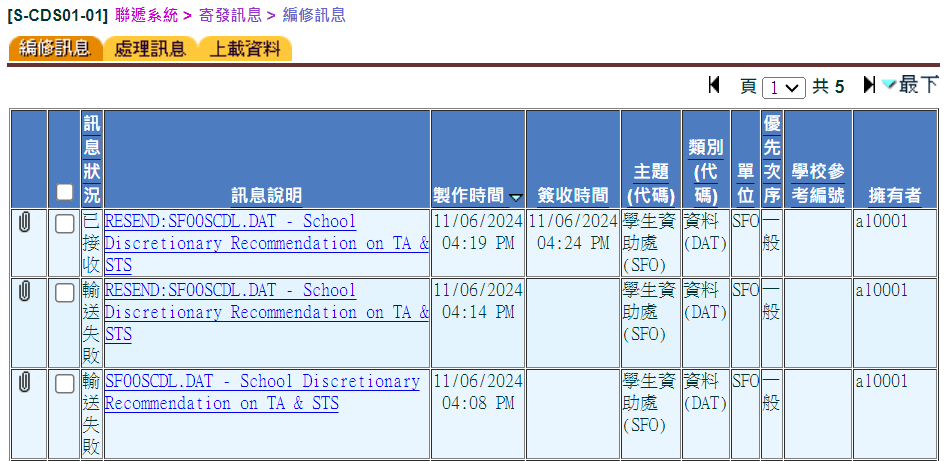 [S-CDS01-01] 聯遞系統 > 寄發訊息 > 編修訊息
編修訊息 處理訊息 上載資料
頁 1 共 5 最下
訊息狀況 訊息說明 製作時間 簽收時間 主題(代碼) 類別(代碼) 單位 優先次序 學校參考編號 擁有者
已接收 RESEND:SFOOSCDL.DAT - School Discretionary Recommendation on TA & STS 11/06/2024 04:19 PM 11/06/2024 04:24 PM 學生資助處(SFO) 資料(DAT) SFO 一般 al0001
輸送失敗 RESEND:SFOOSCDL.DAT - School Discretionary Recommendation on TA & STS 11/06/2024 04:14 PM 學生資助處(SFO) 資料(DAT) SFO 一般 al0001
輸送失敗 SFOOSCDL.DAT - School Discretionary Recommendation on TA & STS 11/06/2024 04:08 PM 學生資助處(SFO) 資料(DAT) SFO 一般 al0001